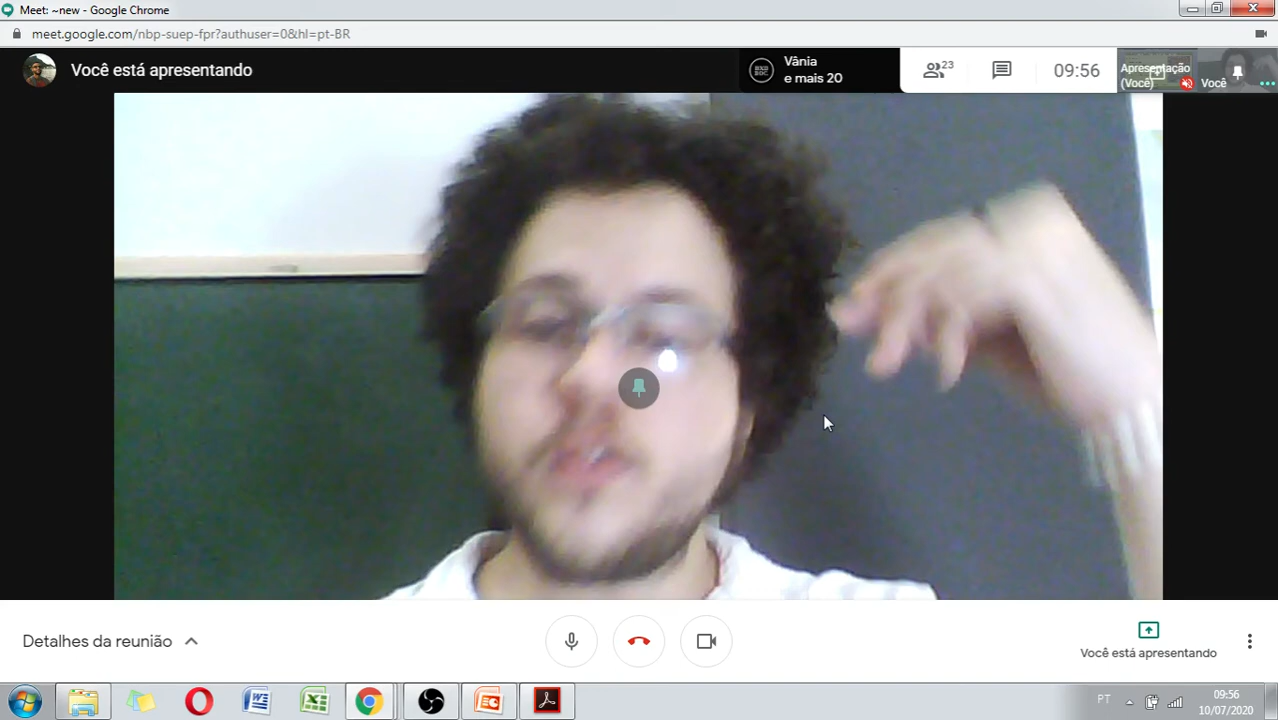 Meet: ~new - Google Chrome
meet.google.com/nbp-suep-fpr?authuser=0&hl=pt-BR
Você está apresentando
Vânia
e mais 20
23
09:56
Apresentação
(Você)
Você
Detalhes da reunião
Você está apresentando
PT
09:56
10/07/2020